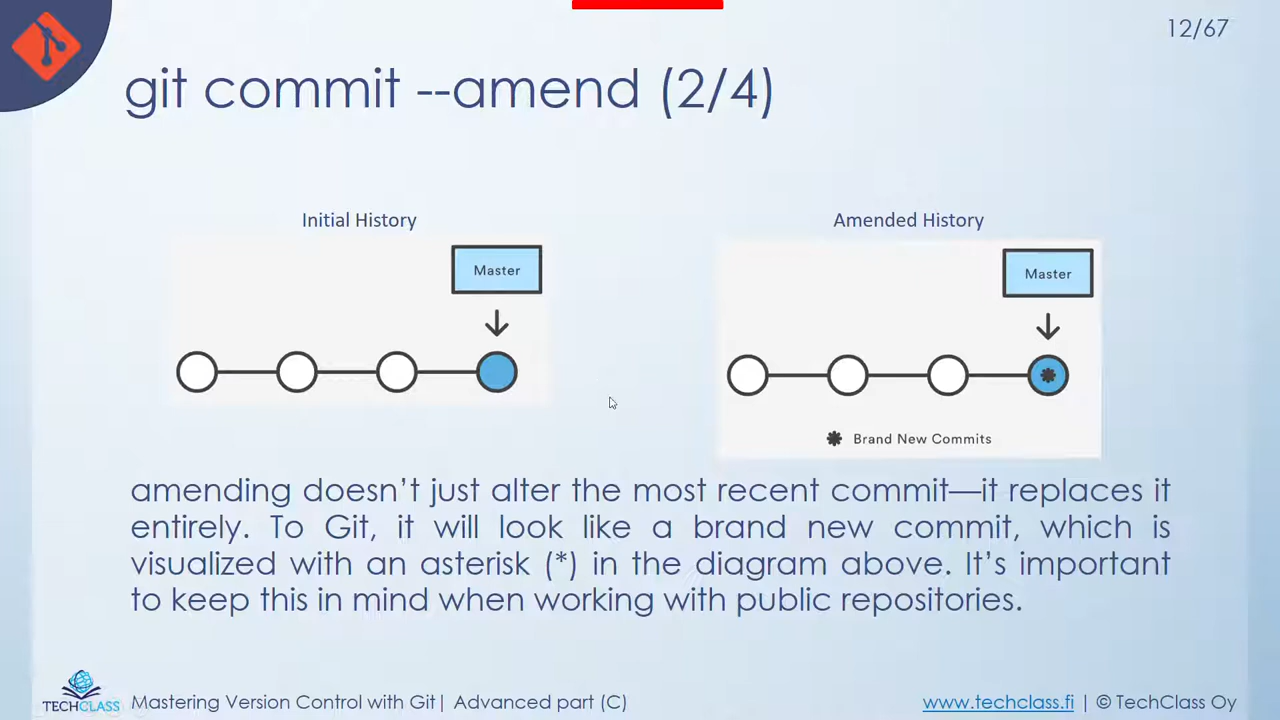 12/67
git commit --amend (2/4)
Initial History
Amended History
Master
Master
Brand New Commits
amending doesn’t just alter the most recent commit—it replaces it
entirely. To Git, it will look like a brand new commit, which is
visualized with an asterisk (*) in the diagram above. It’s important
to keep this in mind when working with public repositories.
TECHCLASS
Mastering Version Control with Git| Advanced part (C)
www.techclass.fi | © TechClass Oy